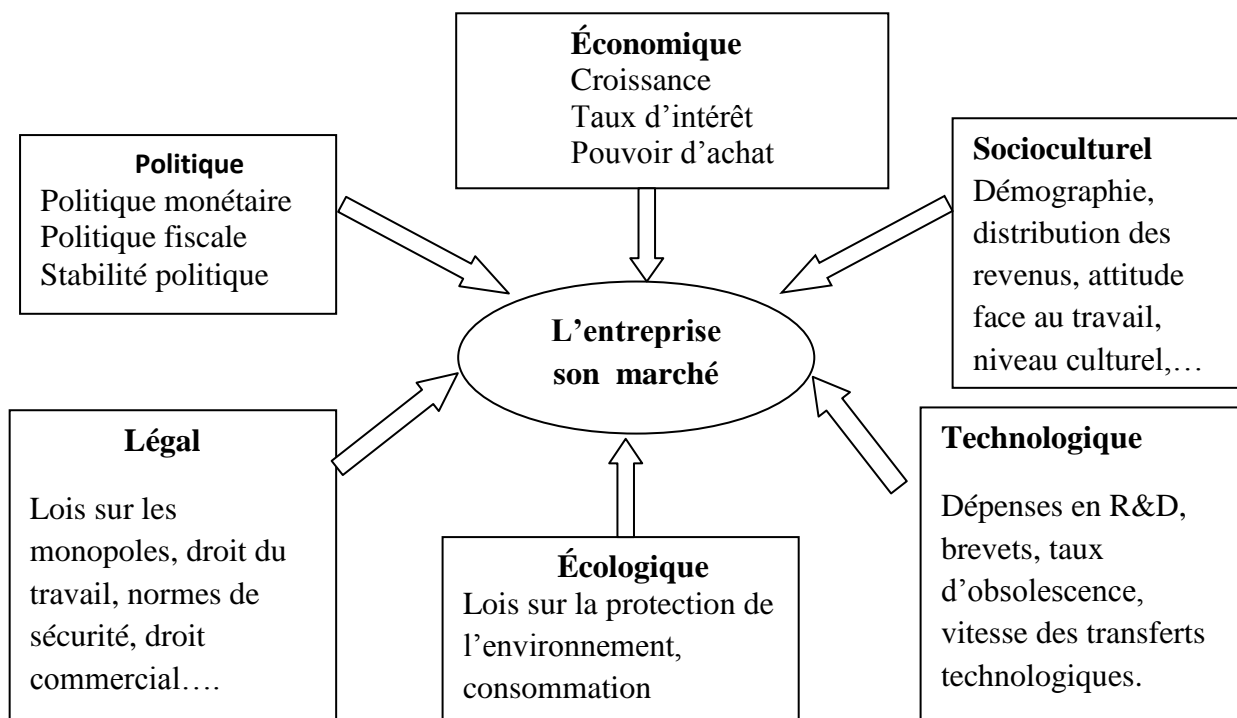 Économique
Croissance
Taux d’intérêt
Pouvoir d’achat
Politique
Politique monétaire
Politique fiscale
Stabilité politique
Socioculturel
Démographie,
distribution des
revenus, attitude
face au travail,
niveau culturel,…
L’entreprise
son marché
Légal
Lois sur les
monopoles, droit du
travail, normes de
sécurité, droit
commercial….
Écologique
Lois sur la protection de
l’environnement,
consommation
Technologique
Dépenses en R&D,
brevets, taux
d’obsolescence,
vitesse des transferts
technologiques.